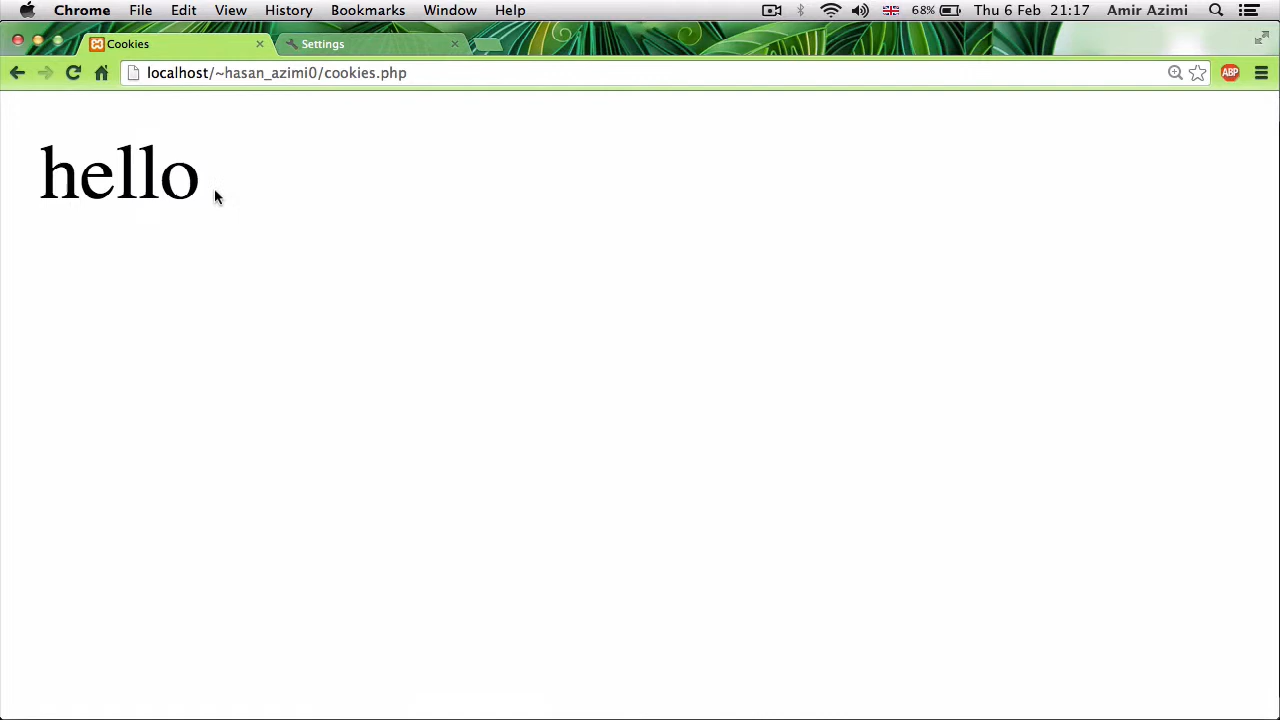 Chrome File Edit View History Bookmarks Window Help 68% Thu 6 Feb 21:17 Amir Azimi
Cookies Settings
localhost/~hasan_azimi0/cookies.php ABP
hello